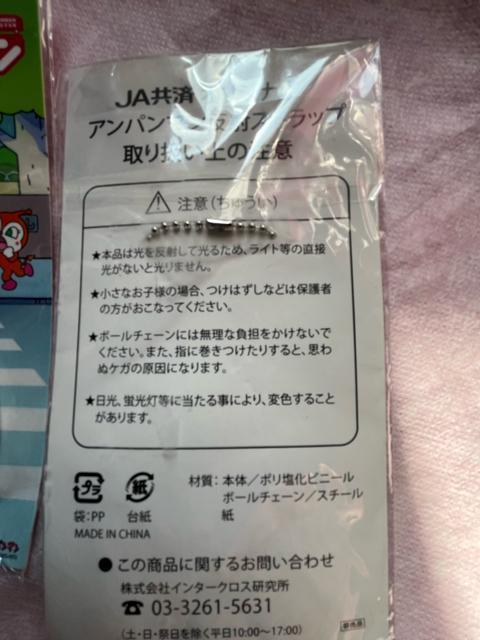 JA共済
アンパン
取り扱い上の注意
注意（ちゅうい）
★本品は光を反射して光るため、ライト等の直接
光がないと光りません。
★小さなお子様の場合、つけはずしなどは保護者
の方がおこなってください。
★ボールチェーンには無理な負担をかけないで
ください。また、指に巻きつけたりすると、思わ
ぬケガの原因になります。
★日光、蛍光灯等に当たる事により、変色すること
があります。
プラ 紙
袋：PP 台紙
MADE IN CHINA
材質：本体／ポリ塩化ビニール
ボールチェーン／スチール
紙
●この商品に関するお問い合わせ
株式会社インタークロス研究所
☎ 03-3261-5631
（土・日・祭日を除く平日10:00〜17:00）